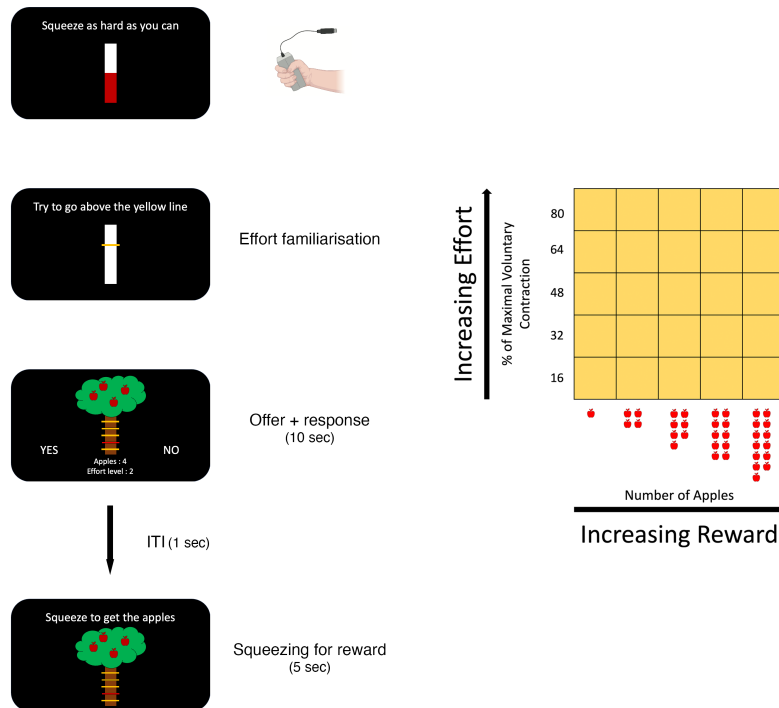 Squeeze as hard as you can
Try to go above the yellow line
Effort familiarisation
YES
NO
Apples : 4
Effort level : 2
Offer + response
(10 sec)
ITI (1 sec)
Squeeze to get the apples
Squeezing for reward
(5 sec)
Increasing Effort
% of Maximal Voluntary
Contraction
80
64
48
32
16
Number of Apples
Increasing Reward